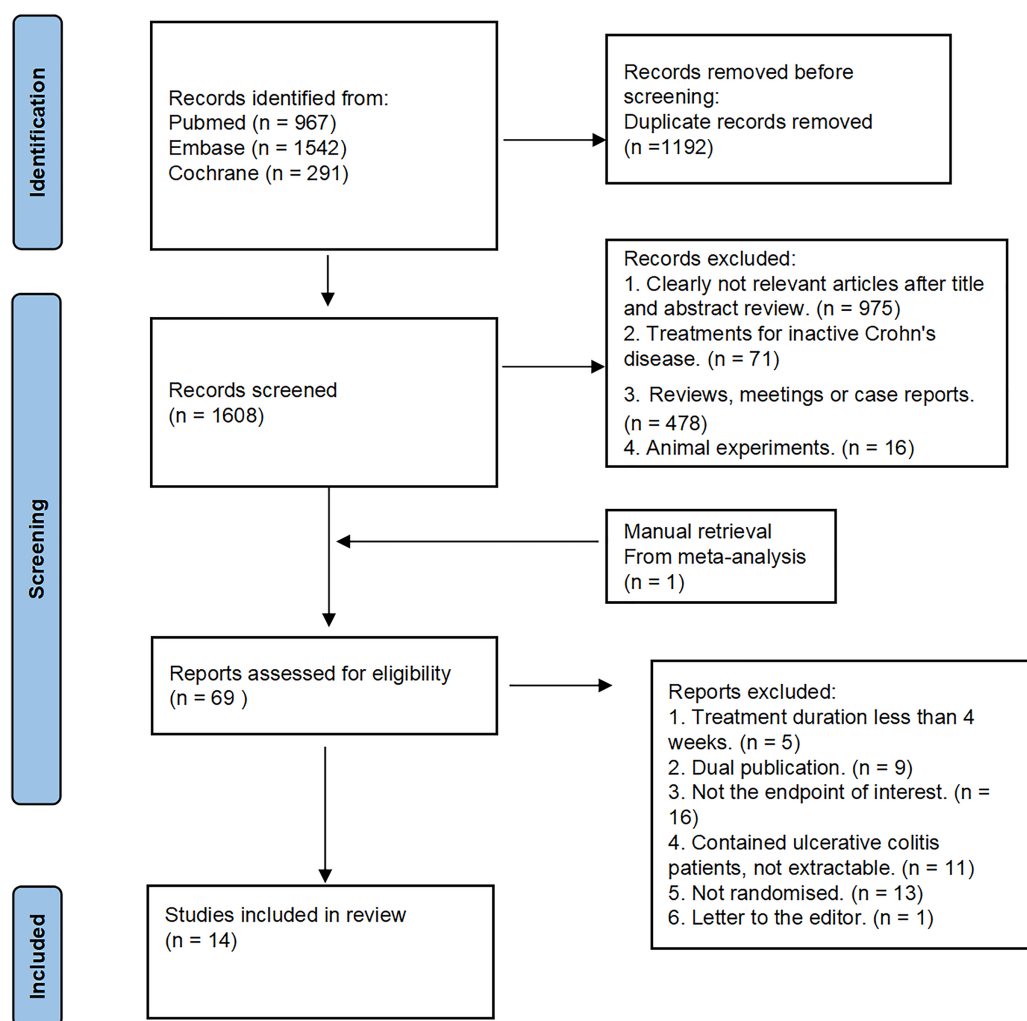 Identification
Records identified from:
Pubmed (n = 967)
Embase (n = 1542)
Cochrane (n = 291)
Records removed before
screening:
Duplicate records removed
(n =1192)
Screening
Records screened
(n = 1608)
Records excluded:
1. Clearly not relevant articles after title
and abstract review. (n = 975)
2. Treatments for inactive Crohn's
disease. (n = 71)
3. Reviews, meetings or case reports.
(n = 478)
4. Animal experiments. (n = 16)
Manual retrieval
From meta-analysis
(n = 1)
Reports assessed for eligibility
(n = 69 )
Reports excluded:
1. Treatment duration less than 4
weeks. (n = 5)
2. Dual publication. (n = 9)
3. Not the endpoint of interest. (n =
16)
4. Contained ulcerative colitis
patients, not extractable. (n = 11)
5. Not randomised. (n = 13)
6. Letter to the editor. (n = 1)
Included
Studies included in review
(n = 14)